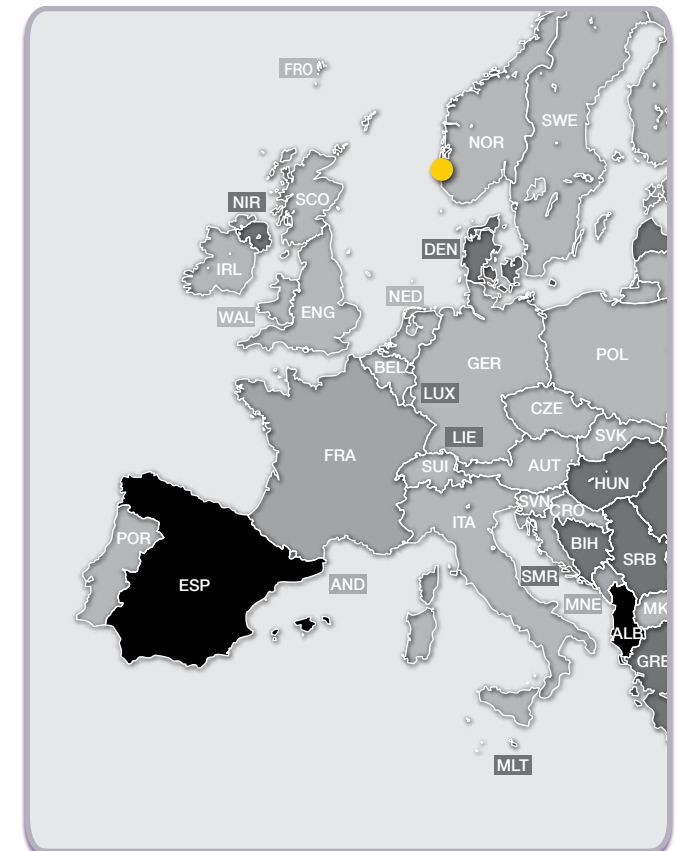 FRO
SWE
NOR
NIR
SCO
DEN
IRL
NED
WAL
ENG
POL
GER
BEL
LUX
CZE
LIE
SVK
FRA
SUI
AUT
HUN
SVN
CRO
ITA
POR
BIH
SRB
SMR
ESP
AND
MNE
MK
ALB
GRE
MLT